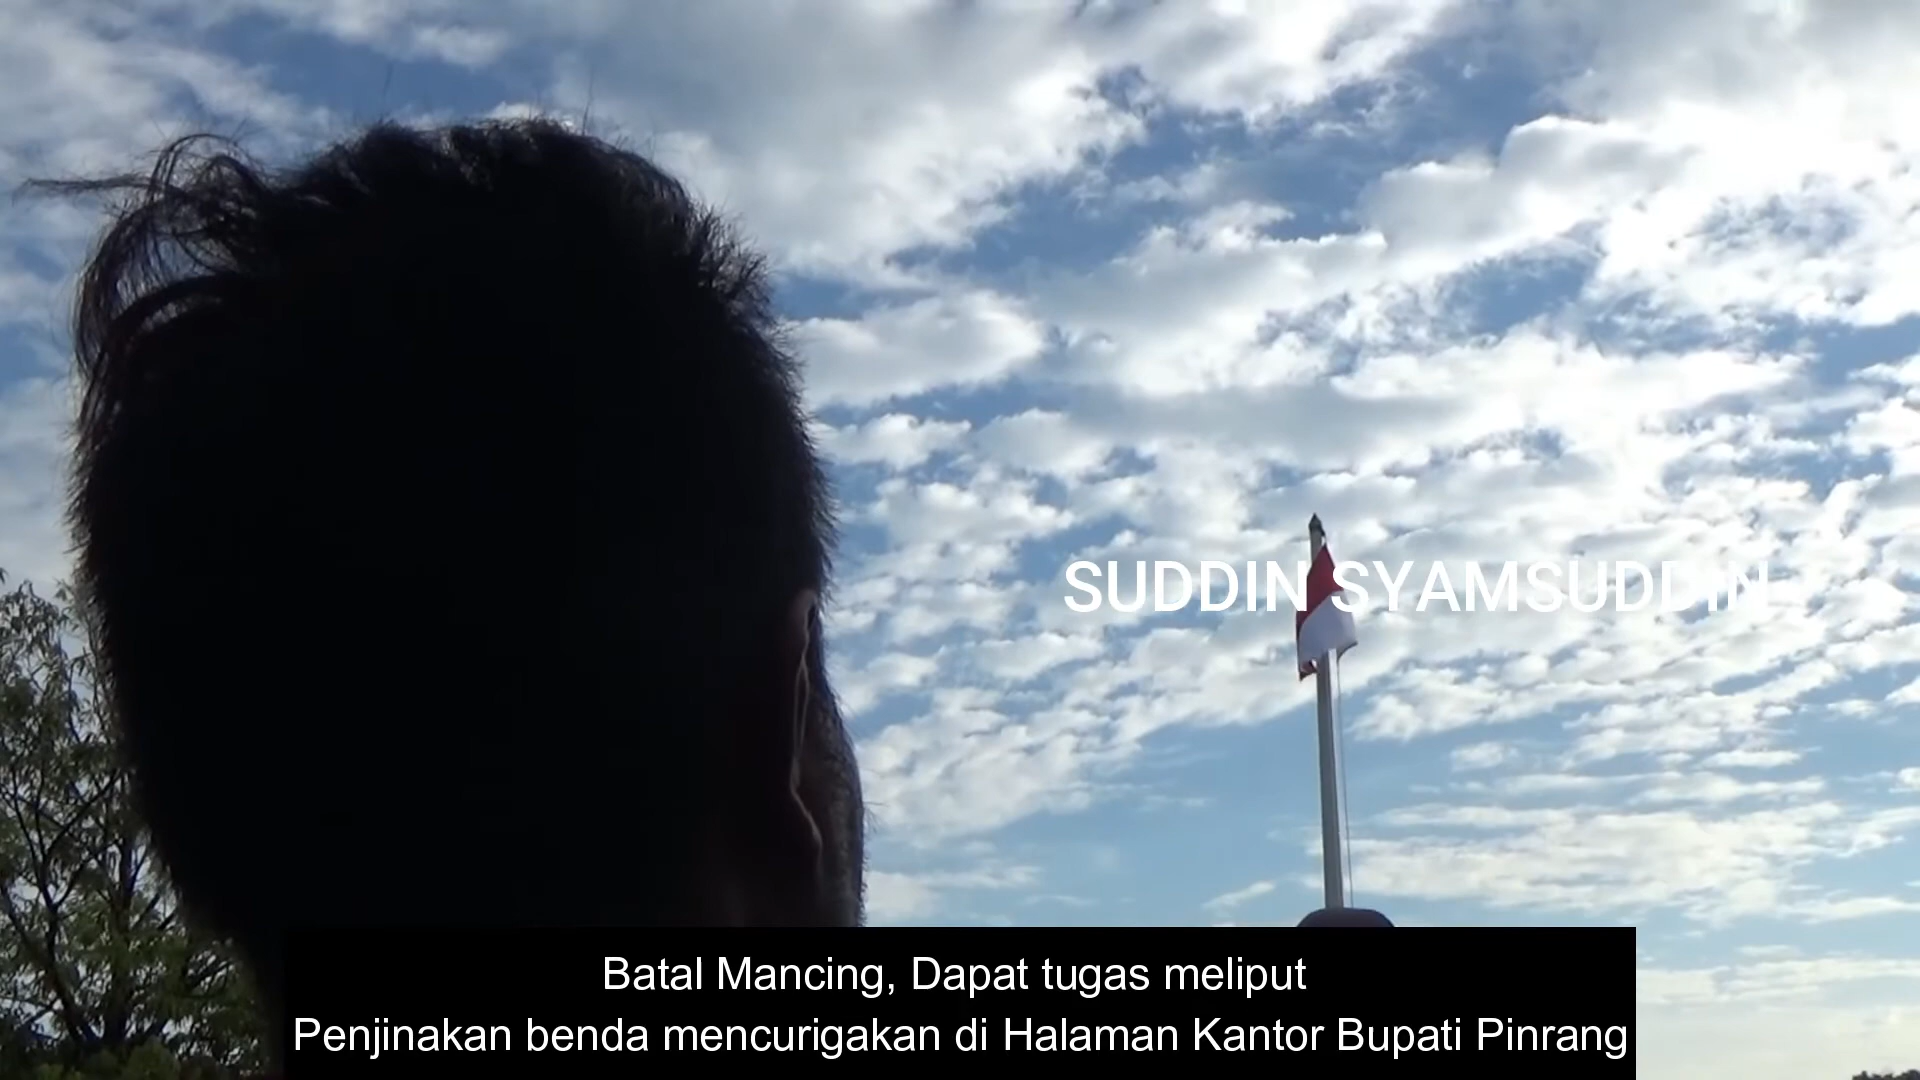 SUDDIN SYAMSUDDIN
Batal Mancing, Dapat tugas meliput
Penjinakan benda mencurigakan di Halaman Kantor Bupati Pinrang